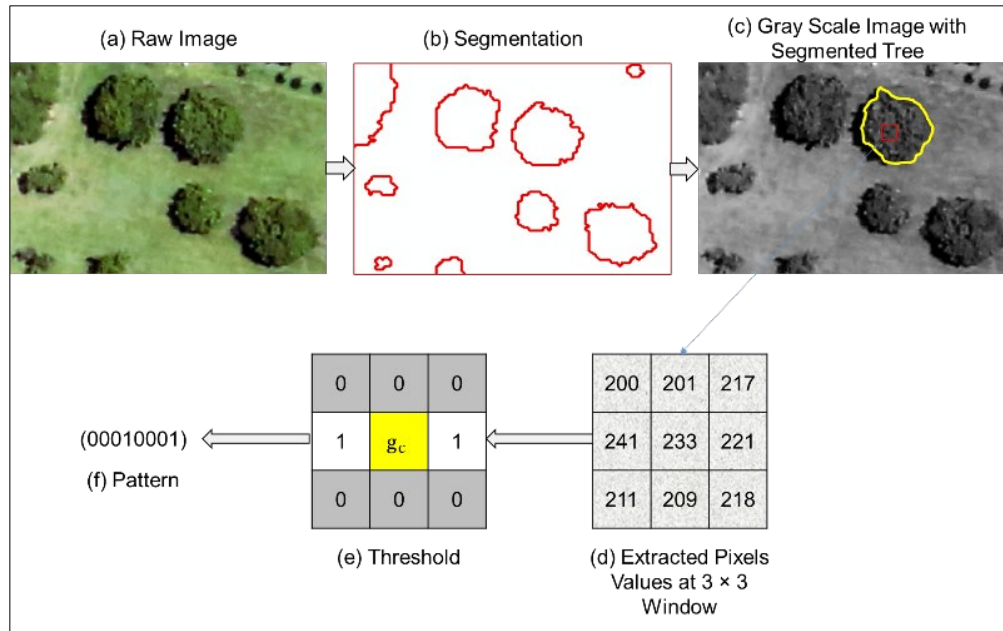 (a) Raw Image
(b) Segmentation
(c) Gray Scale Image with
Segmented Tree
0 0 0
1 gc 1
0 0 0
(00010001)
(f) Pattern
(e) Threshold
200 201 217
241 233 221
211 209 218
(d) Extracted Pixels
Values at 3 × 3
Window